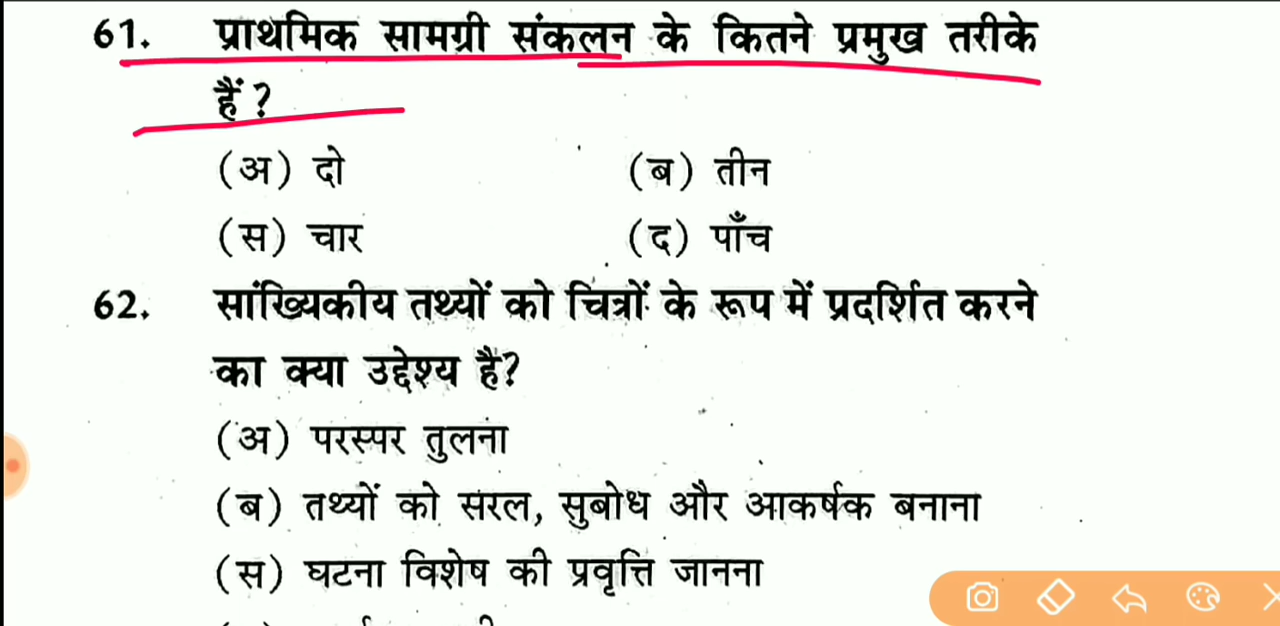 61. प्राथमिक सामग्री संकलन के कितने प्रमुख तरीके
हैं ?
(अ) दो (ब) तीन
(स) चार (द) पाँच
62. सांख्यिकीय तथ्यों को चित्रों के रूप में प्रदर्शित करने
का क्या उद्देश्य है?
(अ) परस्पर तुलना
(ब) तथ्यों को सरल, सुबोध और आकर्षक बनाना
(स) घटना विशेष की प्रवृत्ति जानना